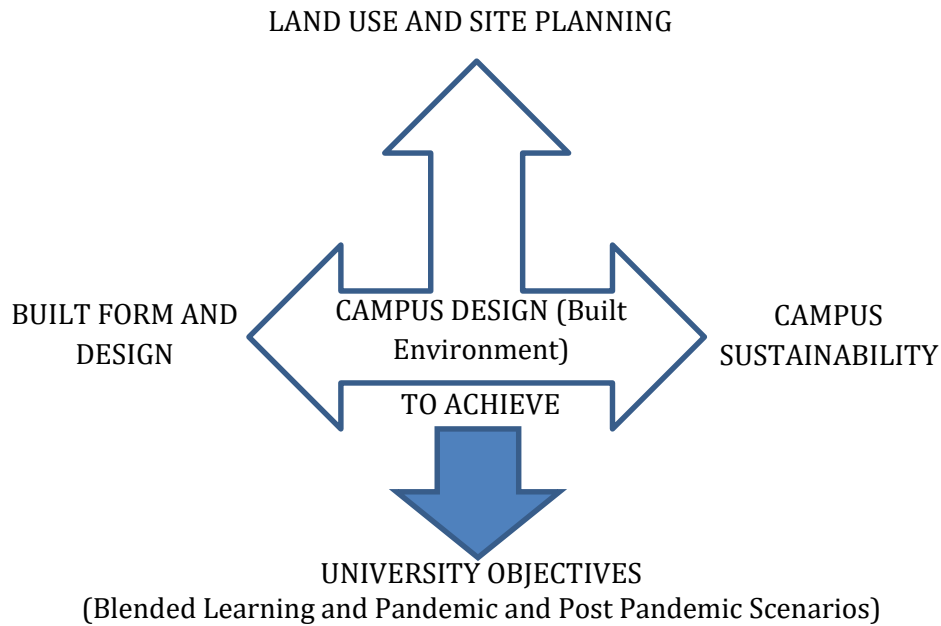 LAND USE AND SITE PLANNING
BUILT FORM AND
DESIGN
CAMPUS DESIGN (Built
Environment)
CAMPUS
SUSTAINABILITY
TO ACHIEVE
UNIVERSITY OBJECTIVES
(Blended Learning and Pandemic and Post Pandemic Scenarios)